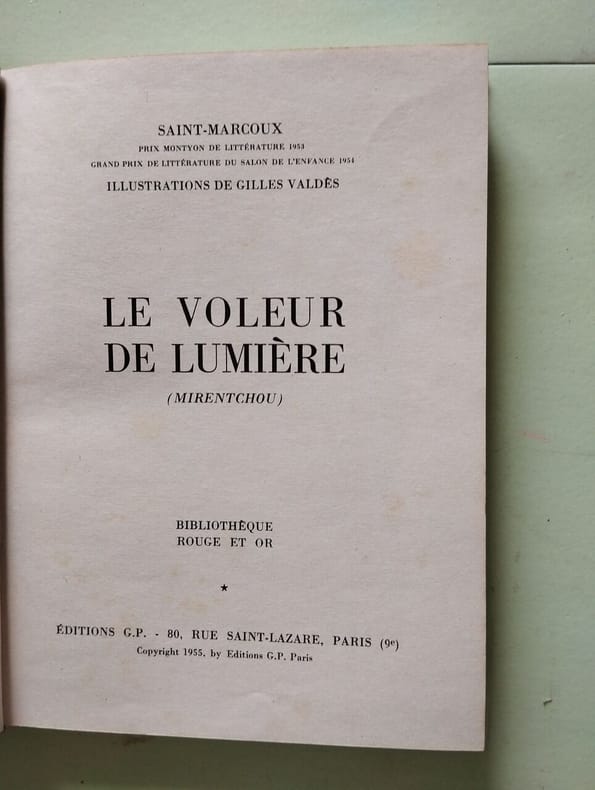 SAINT-MARCOUX
PRIX MONTYON DE LITTÉRATURE 1953
GRAND PRIX DE LITTÉRATURE DU SALON DE L'ENFANCE 1954
ILLUSTRATIONS DE GILLES VALDÈS
LE VOLEUR
DE LUMIÈRE
(MIRENTCHOU)
BIBLIOTHÈQUE
ROUGE ET OR
★
ÉDITIONS G.P. - 80, RUE SAINT-LAZARE, PARIS (9e)
Copyright 1955, by Editions G.P. Paris